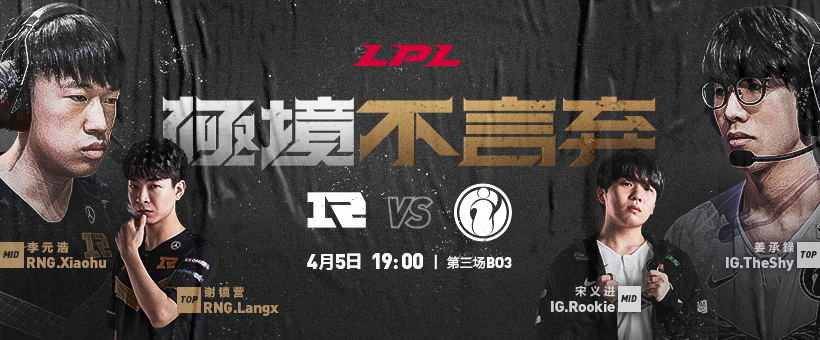 LPL
極境不言弃
VS
4月5日 19:00 | 第三场BO3
MID 李元浩
RNG.Xiaohu
TOP 谢镇营
RNG.Langx
宋义进 MID
IG.Rookie
姜承録 TOP
IG.TheShy